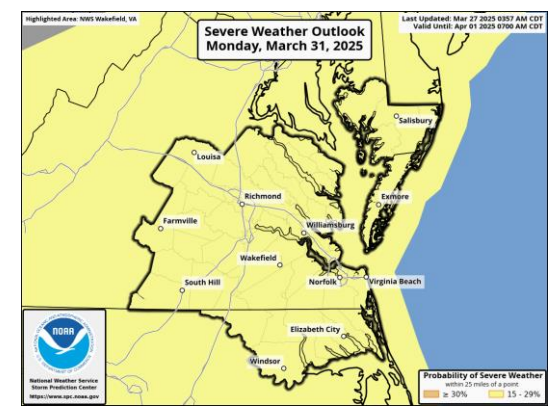 Highlighted Area: NWS Wakefield, VA
Severe Weather Outlook
Monday, March 31, 2025
Last Updated: Mar 27 2025 0357 AM CDT
Valid Until: Apr 01 2025 0700 AM CDT
Salisbury
Louisa
Richmond
Exmore
Farmville
Williamsburg
Wakefield
South Hill
Norfolk
Virginia Beach
Elizabeth City
Windsor
NOAA
National Weather Service
Storm Prediction Center
https://www.spc.noaa.gov
Probability of Severe Weather
within 25 miles of a point
≥ 30%
15 - 29%